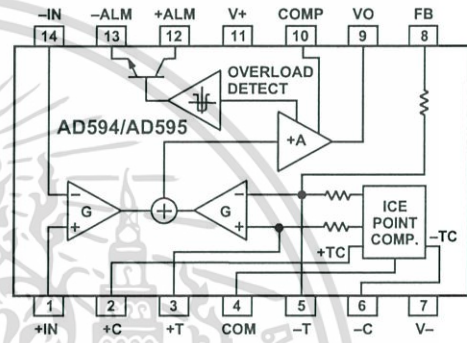 –IN –ALM +ALM V+ COMP VO FB
14 13 12 11 10 9 8
OVERLOAD
DETECT
AD594/AD595
+A
– G
+
– G
+
ICE
POINT
COMP.
+TC
–TC
1 2 3 4 5 6 7
+IN +C +T COM –T –C V–